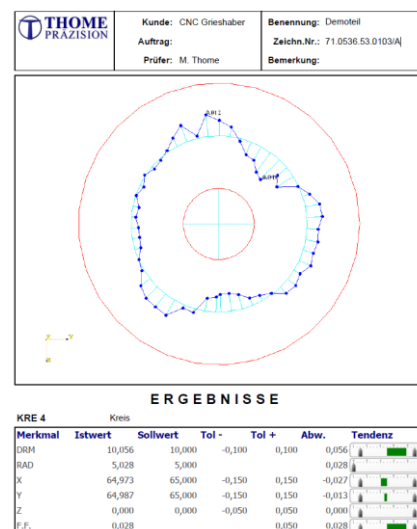 THOME
PRÄZISION
Kunde: CNC Grieshaber
Auftrag:
Prüfer: M. Thome
Benennung: Demoteil
Zeichn.Nr.: 71.0536.53.0103/A
Bemerkung:
0,012
ERGEBNISSE
KRE 4 Kreis
Merkmal Istwert Sollwert Tol - Tol + Abw. Tendenz
DRM 10,056 10,000 -0,100 0,100 0,056
RAD 5,028 5,000 0,028
X 64,973 65,000 -0,150 0,150 -0,027
Y 64,987 65,000 -0,150 0,150 -0,013
Z 0,000 0,000 -0,050 0,050 0,000
F.F. 0,028 0,050 0,028